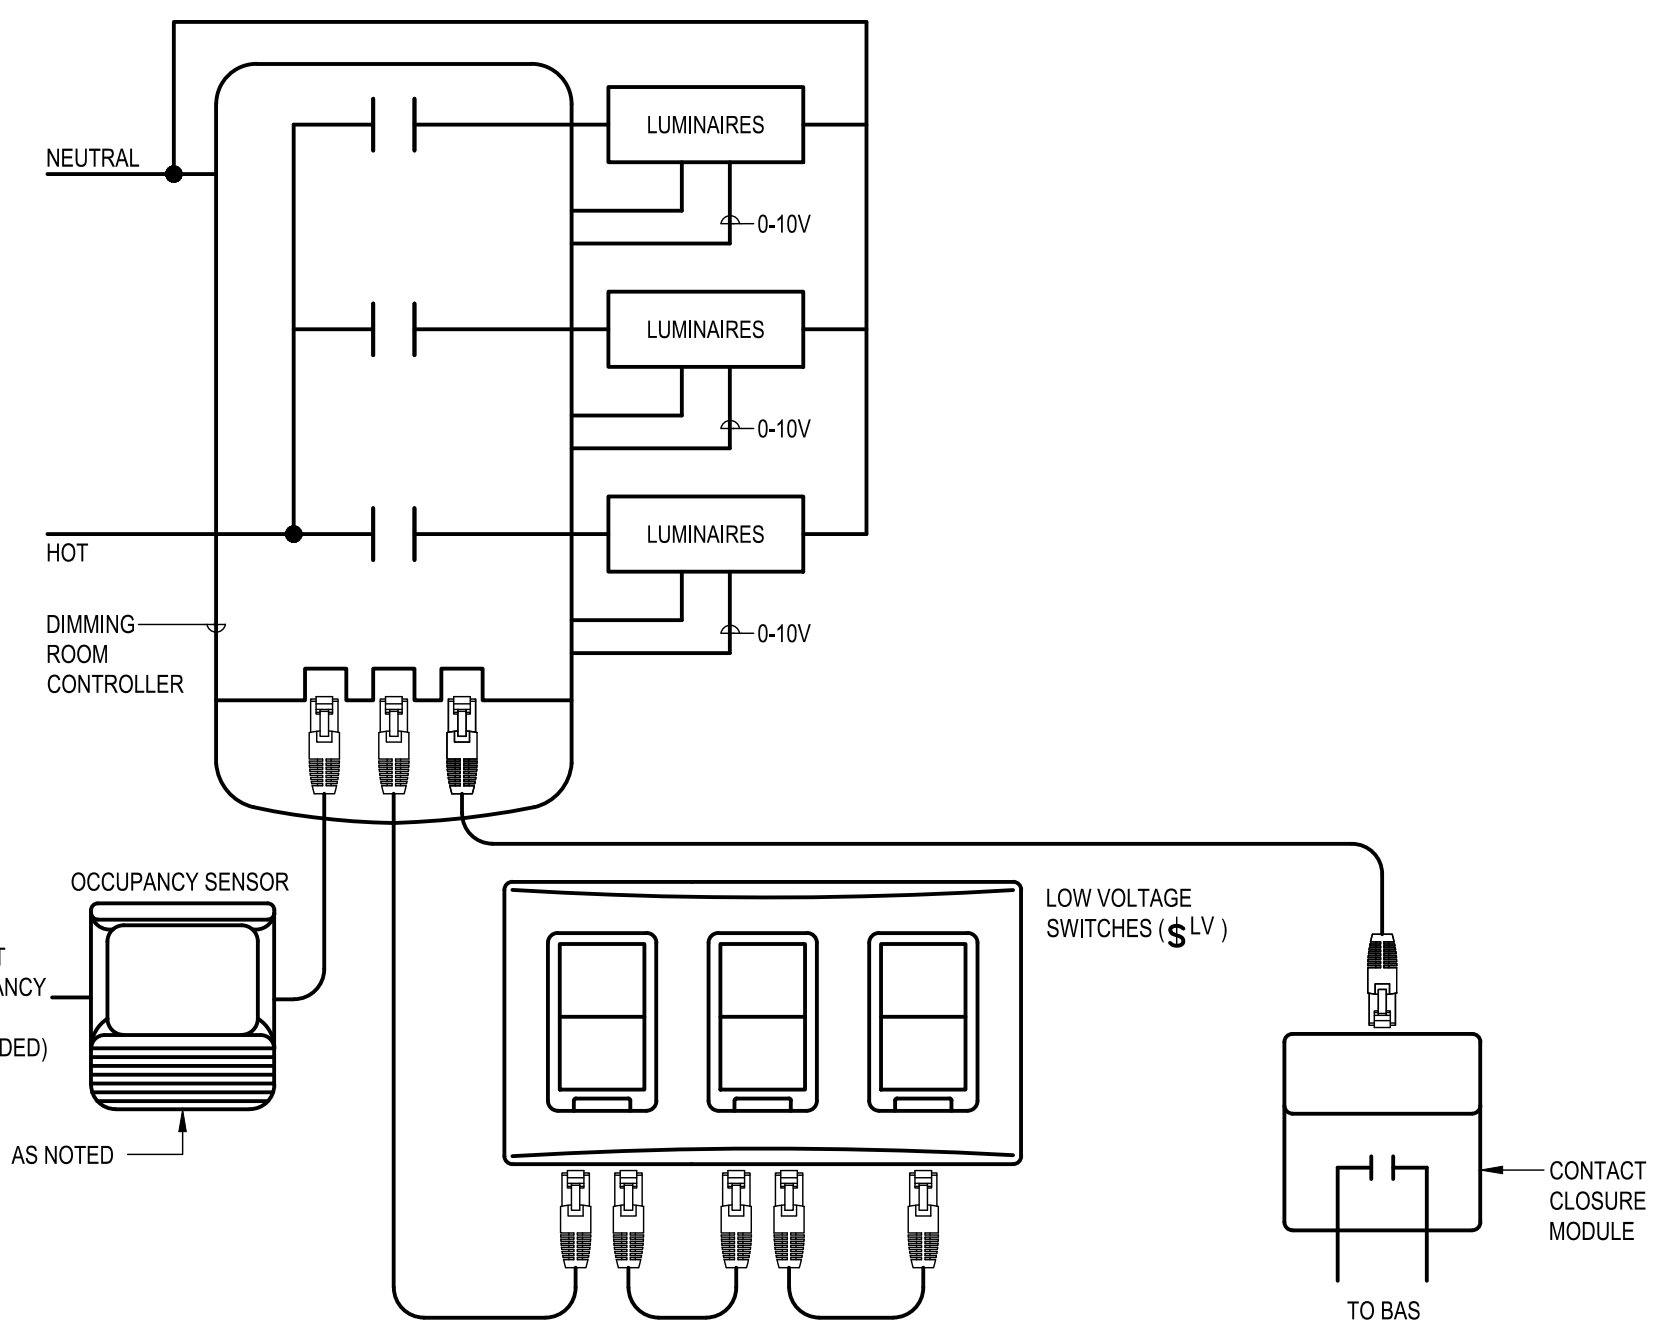 LUMINAIRES
NEUTRAL
0-10V
LUMINAIRES
0-10V
LUMINAIRES
HOT
DIMMING
ROOM
CONTROLLER
0-10V
OCCUPANCY SENSOR
LOW VOLTAGE
SWITCHES ($ LV )
AS NOTED
CONTACT
CLOSURE
MODULE
TO BAS